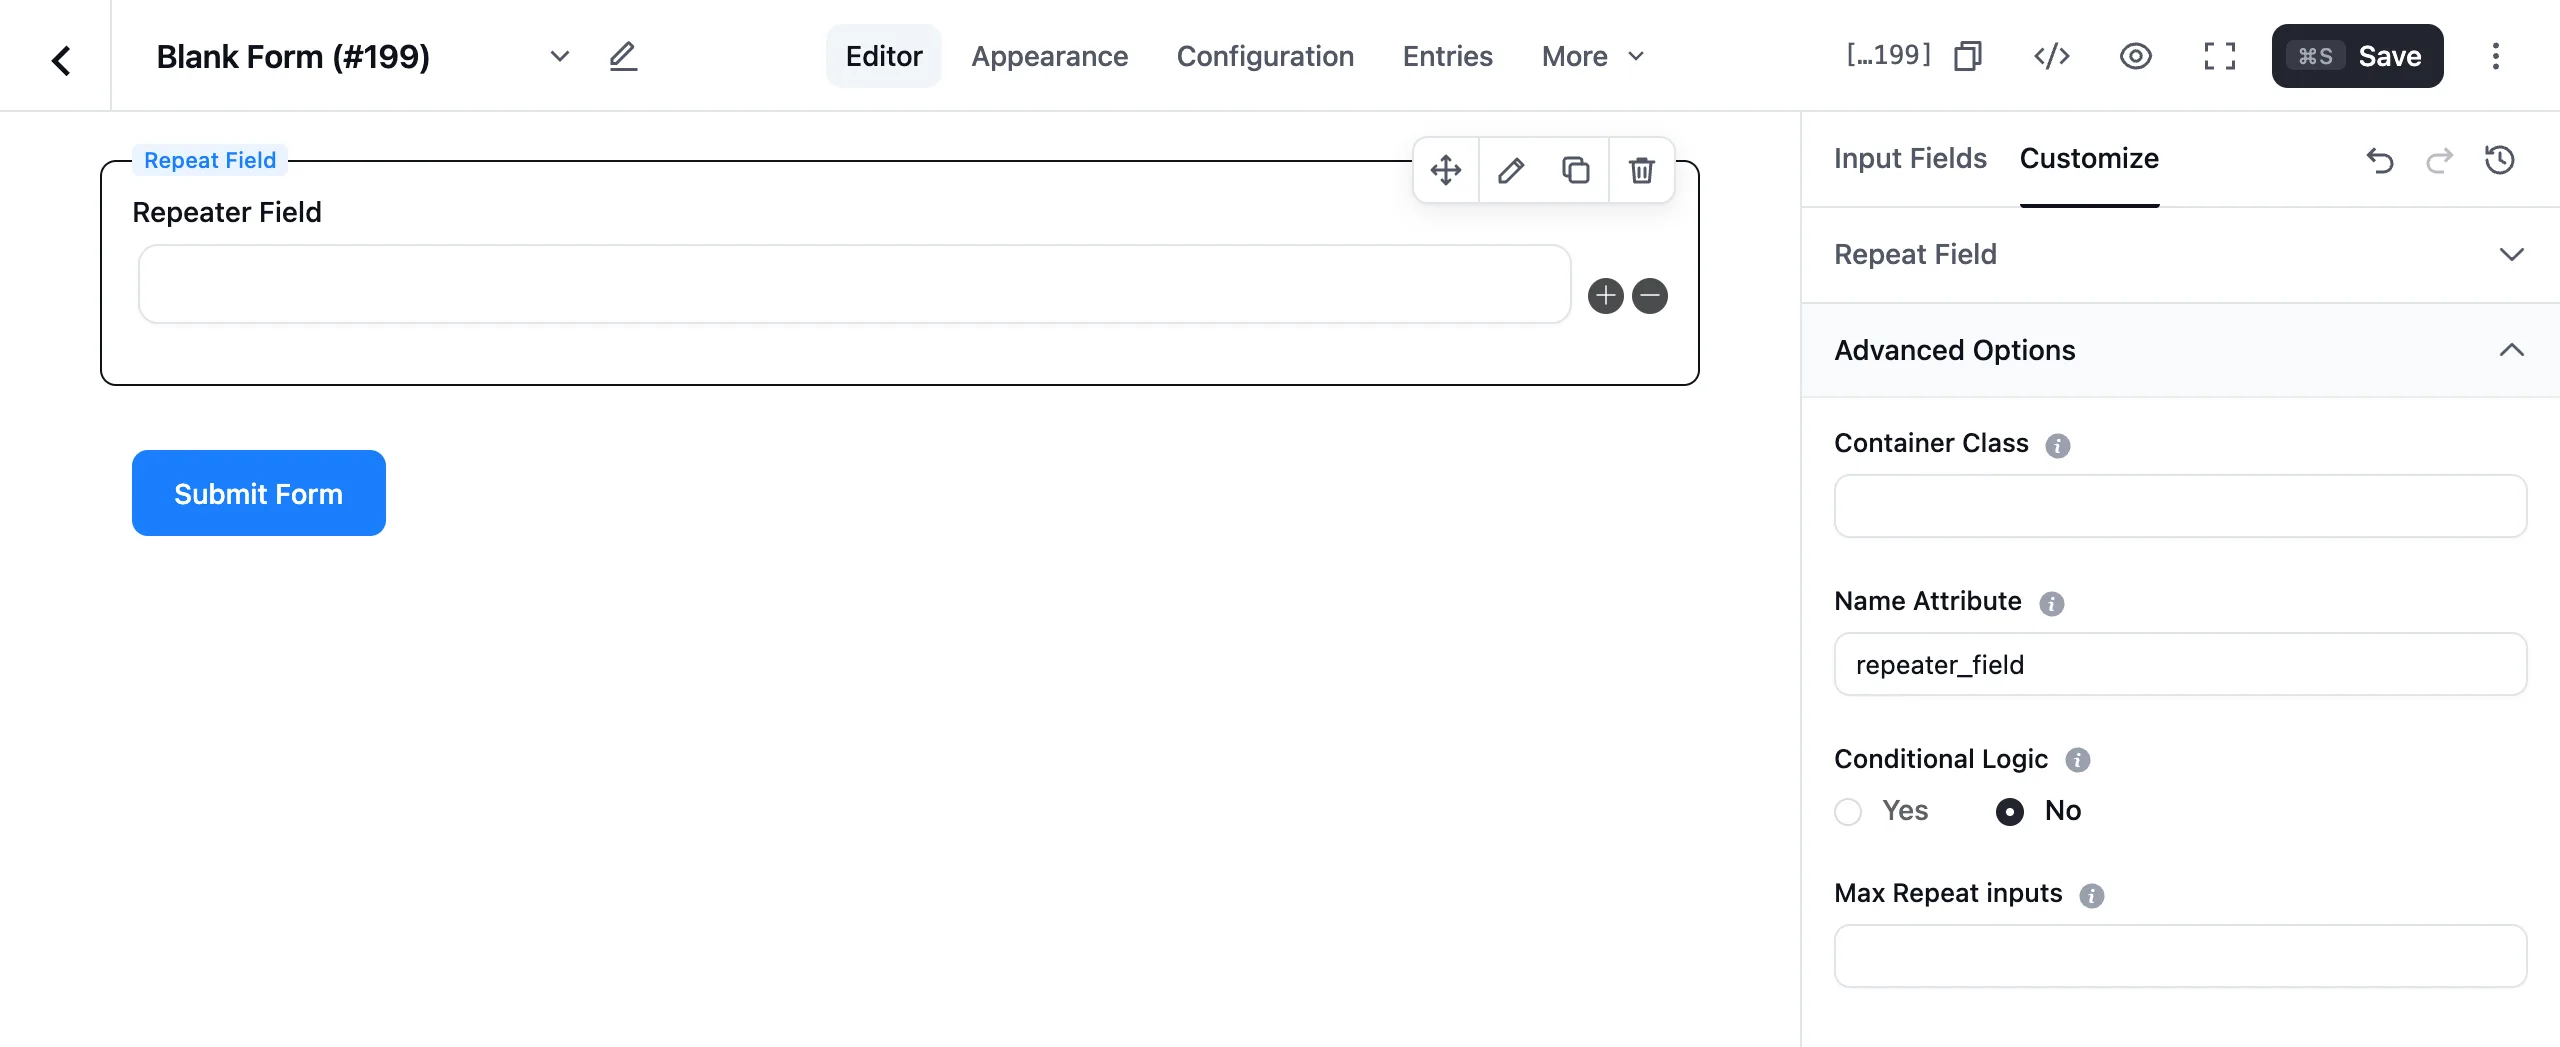 Blank Form (#199)
Editor
Appearance
Configuration
Entries
More
[…199]
⌘S Save
Repeat Field
Repeater Field
Submit Form
Input Fields
Customize
Repeat Field
Advanced Options
Container Class
Name Attribute
repeater_field
Conditional Logic
Yes
No
Max Repeat inputs